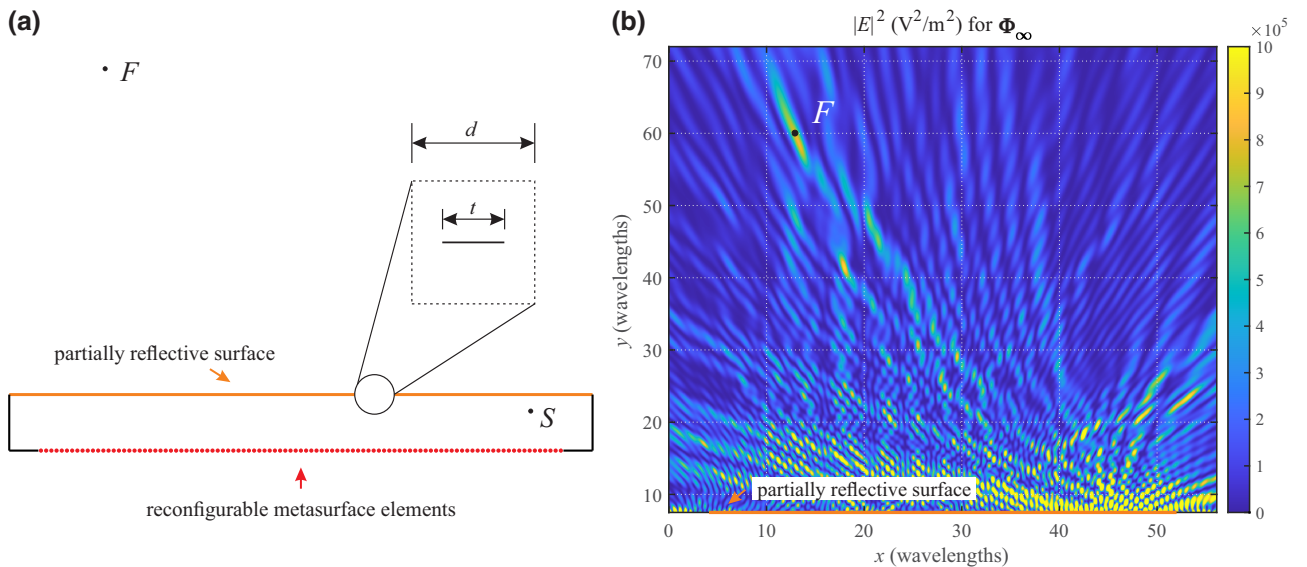 (a)
F
d
t
partially reflective surface
S
reconfigurable metasurface elements
(b)
|E|² (V²/m²) for Φ∞
×10⁵
70
60
50
40
30
20
10
y (wavelengths)
F
partially reflective surface
0 10 20 30 40 50
x (wavelengths)
10
9
8
7
6
5
4
3
2
1
0